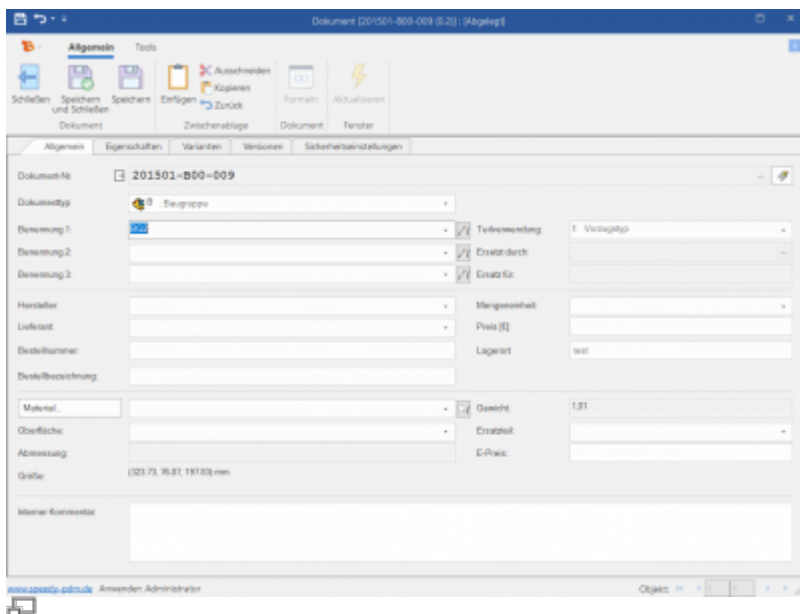 Dokument [201501-B00-009 (0.2)] : [Abgelegt]
Allgemein Tools
Schließen Speichern und Schließen Speichern Einfügen Ausschneiden Kopieren Zurück Formeln Aktualisieren
Dokument Zwischenablage Dokument Fenster
Allgemein Eigenschaften Varianten Versionen Sicherheitseinstellungen
Dokument-Nr. 201501-B00-009
Dokumenttyp B : Baugruppe
Benennung 1: Teilverwendung: 1 Vorzugstyp
Benennung 2: Ersetzt durch:
Benennung 3: Ersatz für:
Hersteller: Mengeneinheit:
Lieferant: Preis [€]:
Bestellnummer: Lagerort: test
Bestellbezeichnung:
Material... Gewicht: 1,01
Oberfläche: Ersatzteil:
Abmessung: E-Preis:
Größe: (323.73, 76.87, 197.03) mm
Interner Kommentar
www.speedy-pdm.de Anwender: Administrator Objekt: